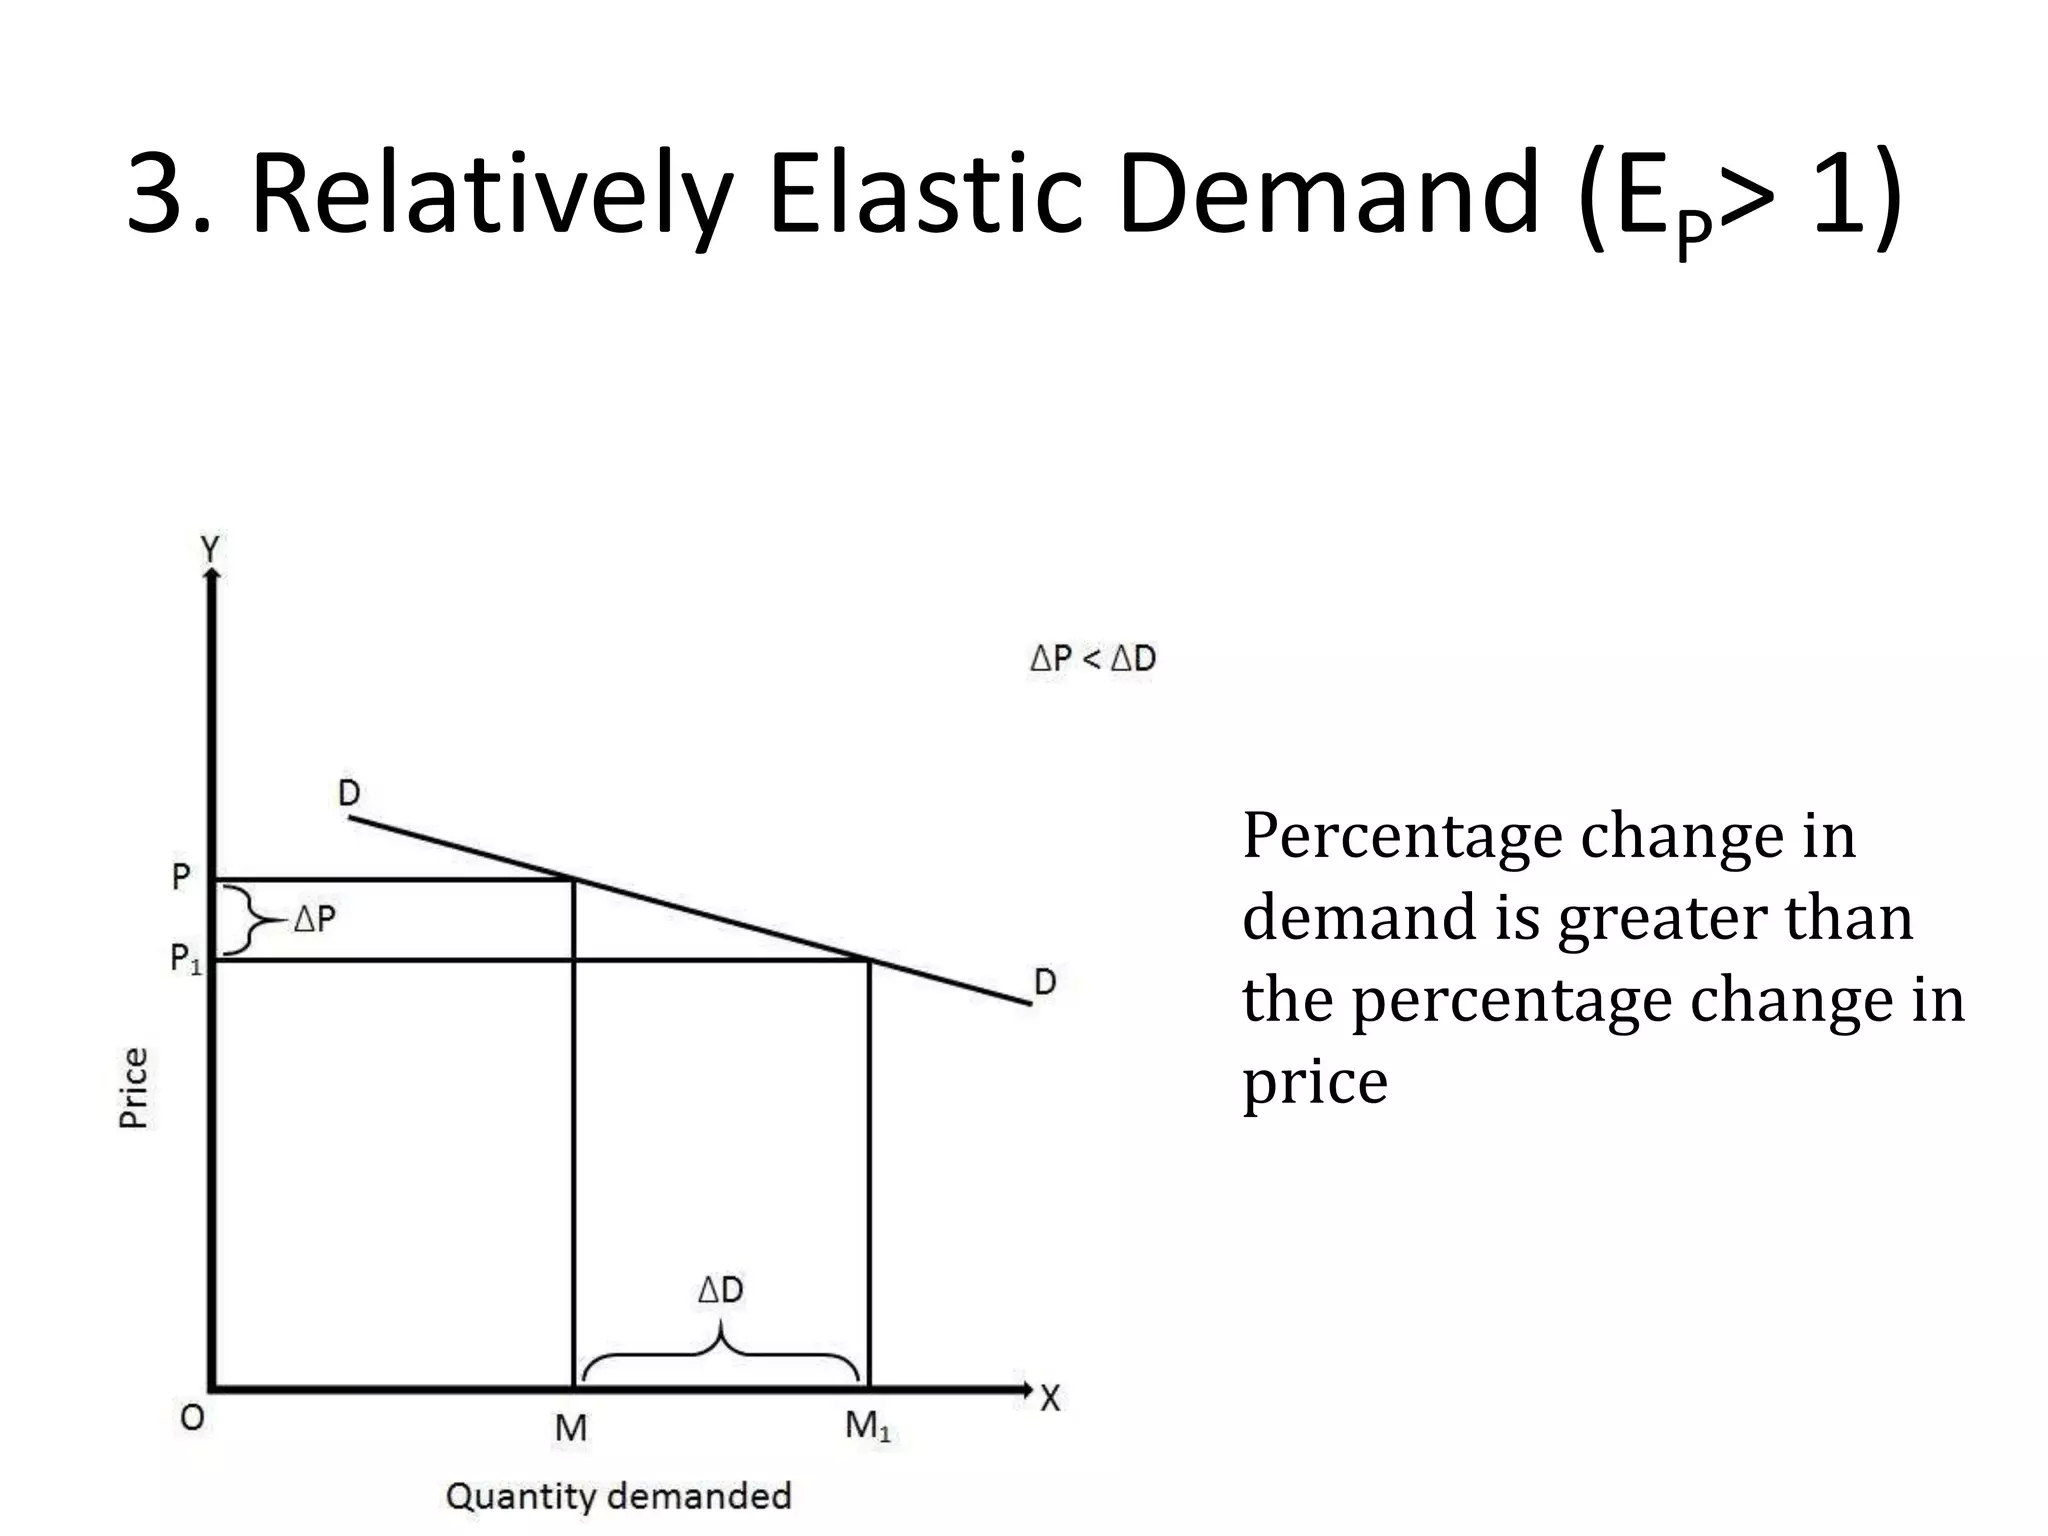 3. Relatively Elastic Demand (EP> 1)
Y
ΔP < ΔD
D
P
ΔP
P1
D
Price
Percentage change in
demand is greater than
the percentage change in
price
ΔD
O
M
M1
X
Quantity demanded